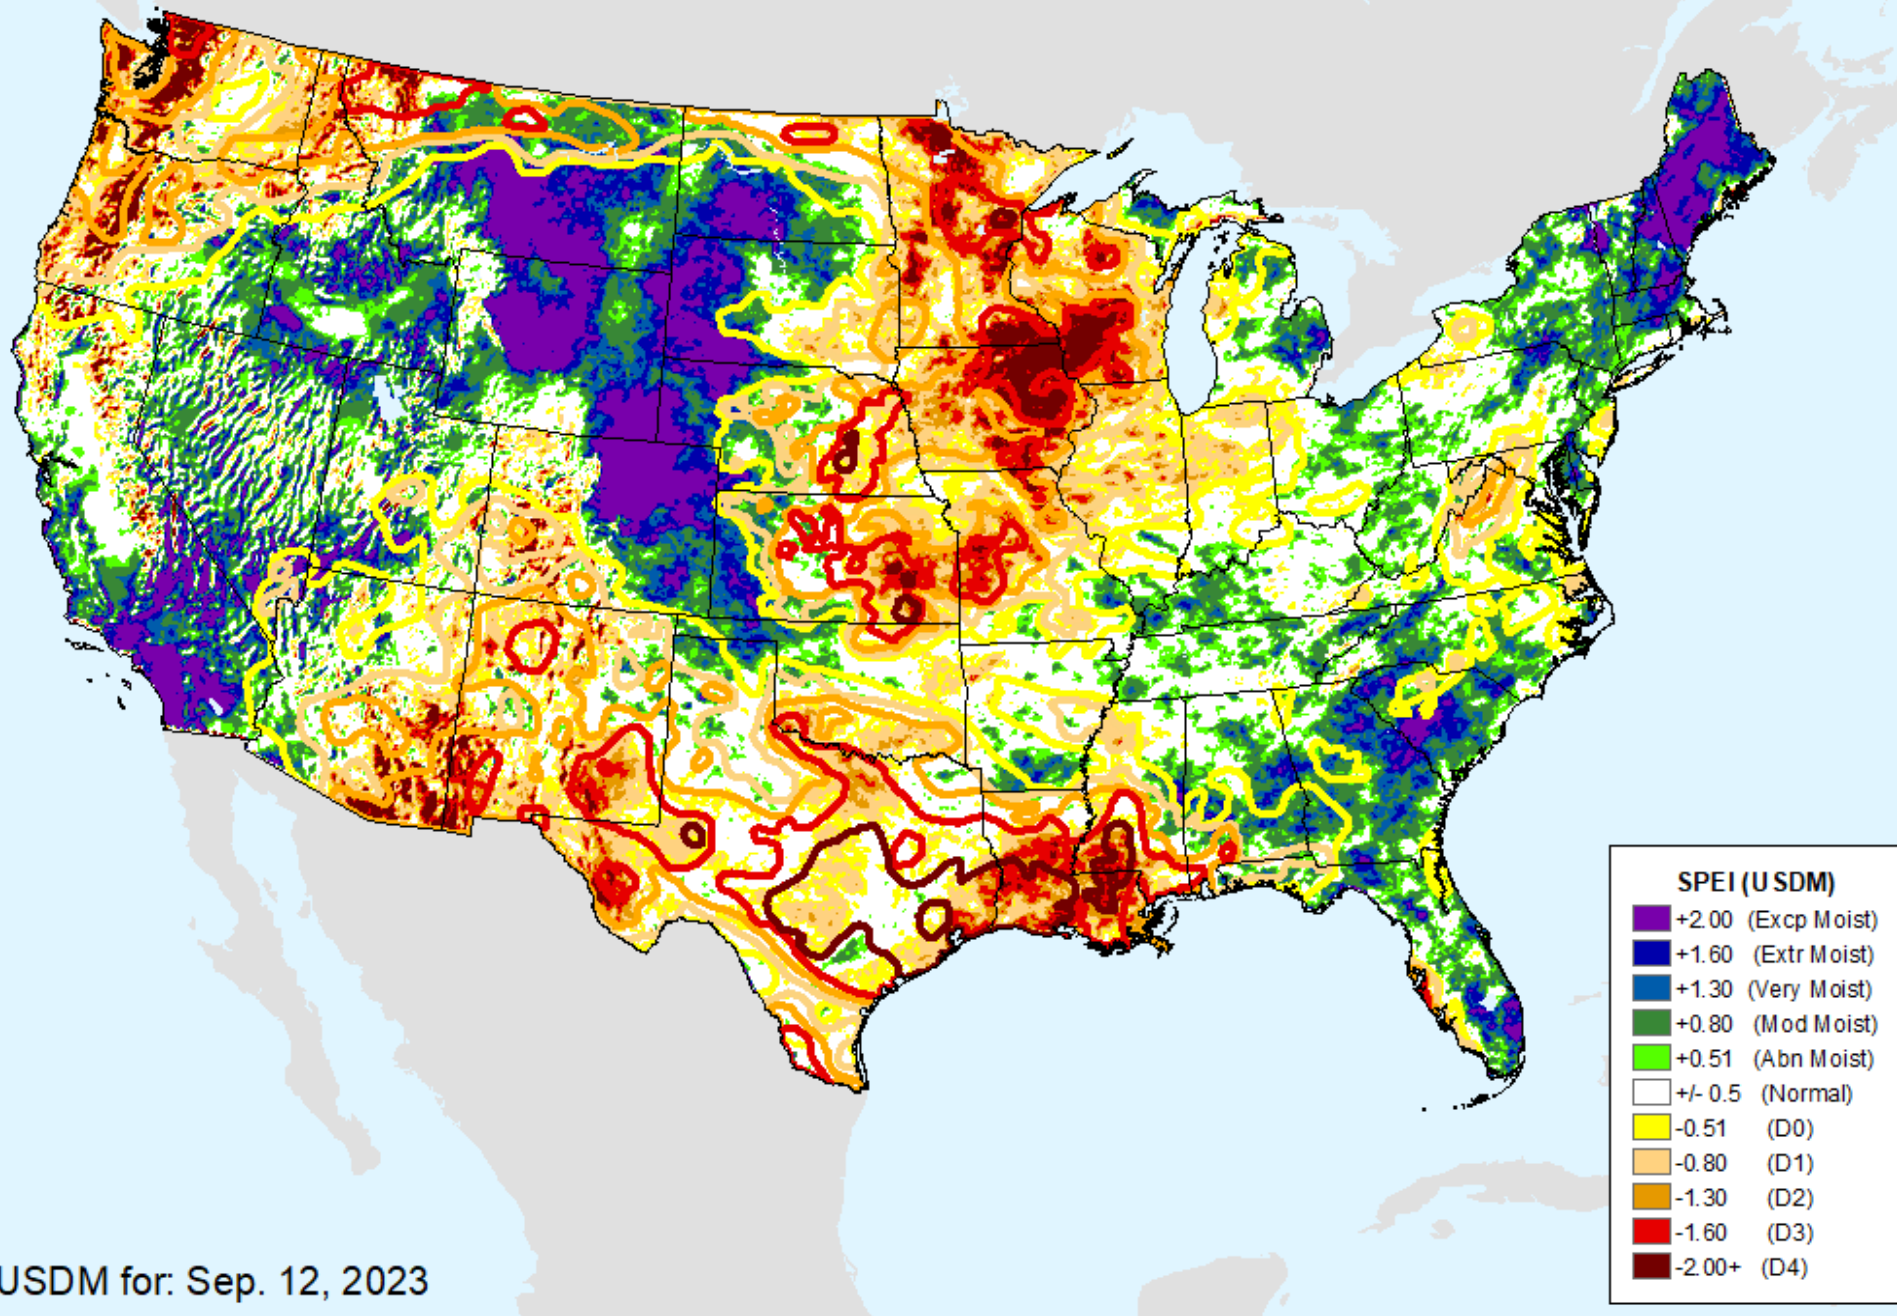 SPEI (USDM)
+2.00 (Excp Moist)
+1.60 (Extr Moist)
+1.30 (Very Moist)
+0.80 (Mod Moist)
+0.51 (Abn Moist)
+/- 0.5 (Normal)
-0.51 (D0)
-0.80 (D1)
-1.30 (D2)
-1.60 (D3)
-2.00+ (D4)
USDM for: Sep. 12, 2023